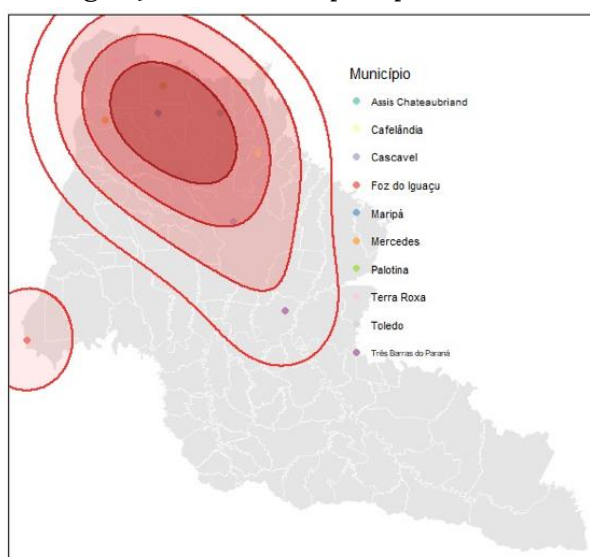 Município
Assis Chateaubriand
Cafelândia
Cascavel
Foz do Iguaçu
Maripá
Mercedes
Palotina
Terra Roxa
Toledo
Três Barras do Paraná